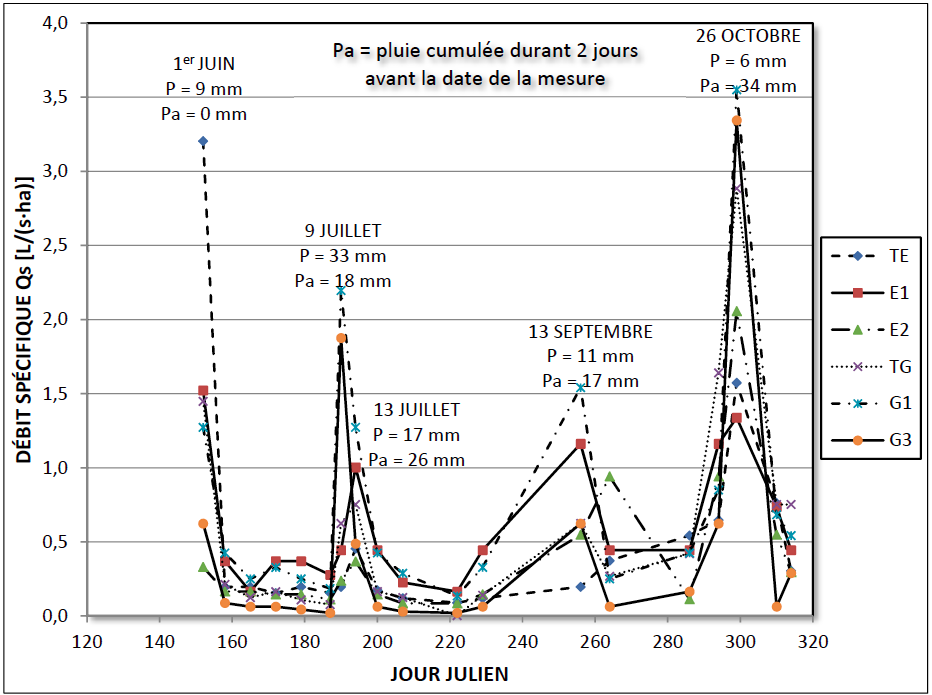 4,0
3,5
3,0
2,5
2,0
1,5
1,0
0,5
0,0
DÉBIT SPÉCIFIQUE Qs [L/(s·ha)]
1er JUIN
P = 9 mm
Pa = 0 mm
Pa = pluie cumulée durant 2 jours
avant la date de la mesure
26 OCTOBRE
P = 6 mm
Pa = 34 mm
9 JUILLET
P = 33 mm
Pa = 18 mm
13 JUILLET
P = 17 mm
Pa = 26 mm
13 SEPTEMBRE
P = 11 mm
Pa = 17 mm
TE
E1
E2
TG
G1
G3
120 140 160 180 200 220 240 260 280 300 320
JOUR JULIEN